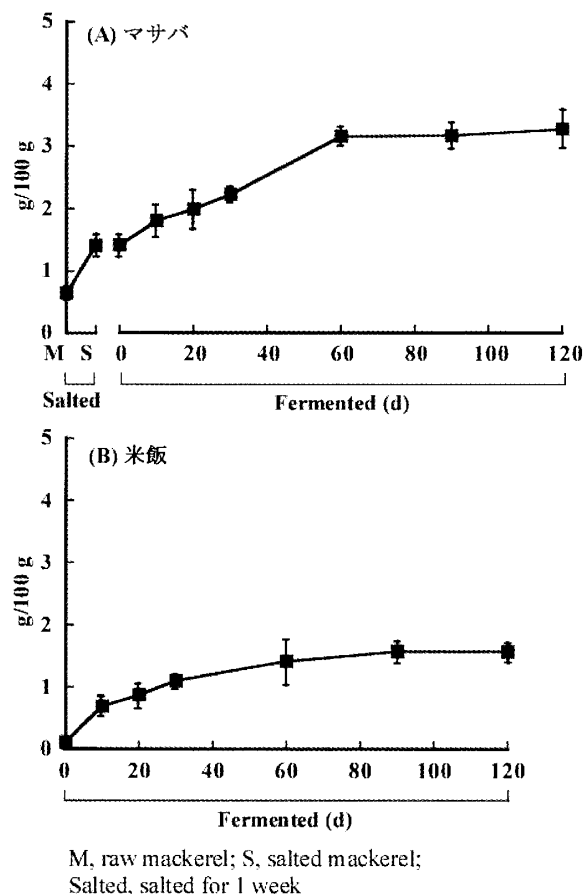 (A) マサバ
5
4
3
2
1
0
g/100 g
M S 0 20 40 60 80 100 120
Salted Fermented (d)
(B) 米飯
5
4
3
2
1
0
g/100 g
0 20 40 60 80 100 120
Fermented (d)
M, raw mackerel; S, salted mackerel;
Salted, salted for 1 week